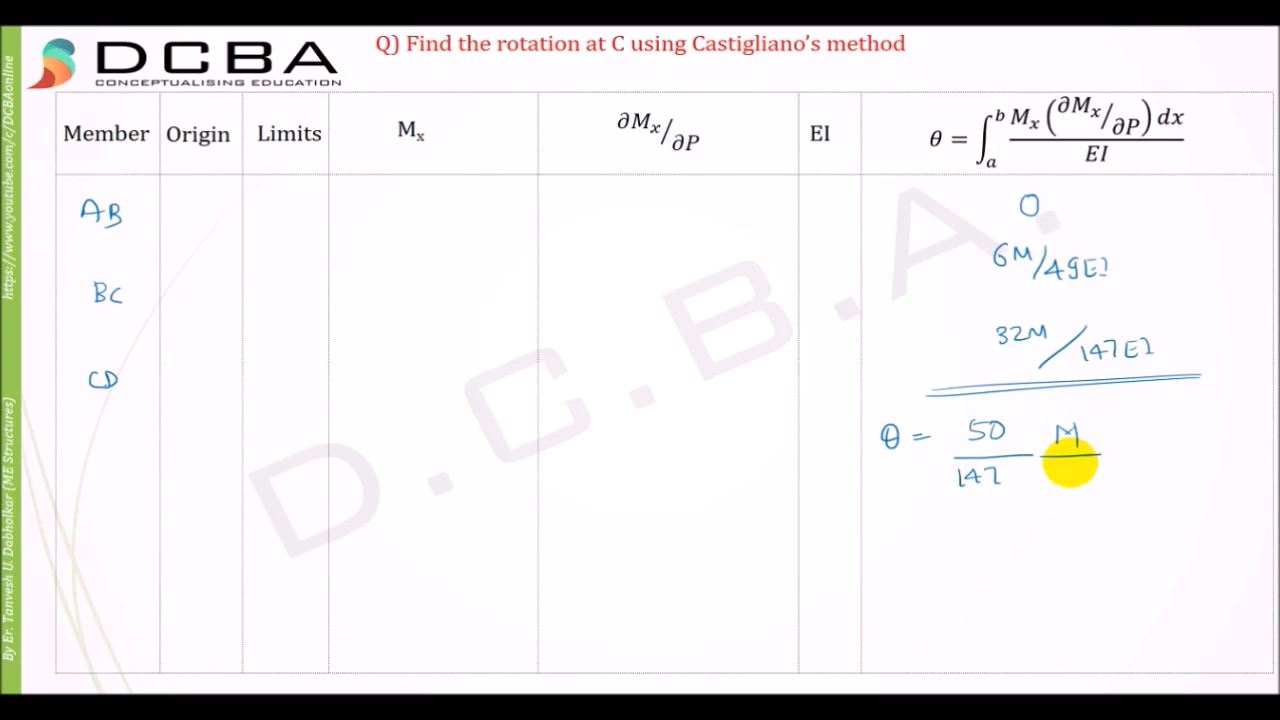 Q) Find the rotation at C using Castigliano's method
DCBA
CONCEPTUALISING EDUCATION
https://www.youtube.com/c/DCBAonline
By Er. Tanvesh U. Dabholkar (ME Structures)
Member Origin Limits Mₓ ∂Mₓ/∂P EI θ = ∫ₐᵇ Mₓ (∂Mₓ/∂P) dx / EI
AB 0
BC 6M/49EI
CD 32M/147EI
θ = 50/147 M
D.C.B.A.